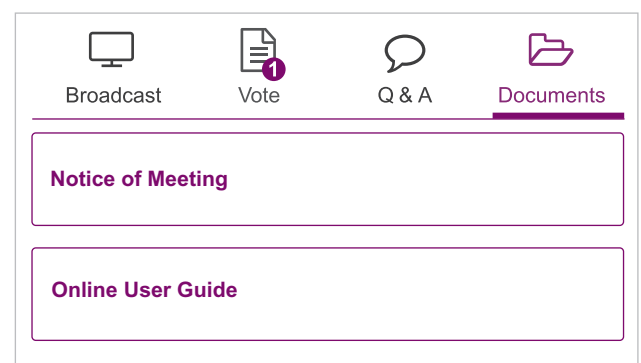 1
Broadcast Vote Q & A Documents
Notice of Meeting
Online User Guide